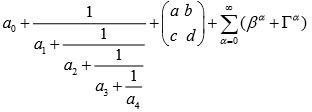 a_0 + \frac{1}{a_1 + \frac{1}{a_2 + \frac{1}{a_3 + \frac{1}{a_4}}}} + \begin{pmatrix} a & b \\ c & d \end{pmatrix} + \sum_{\alpha=0}^{\infty} (\beta^{\alpha} + \Gamma^{\alpha})